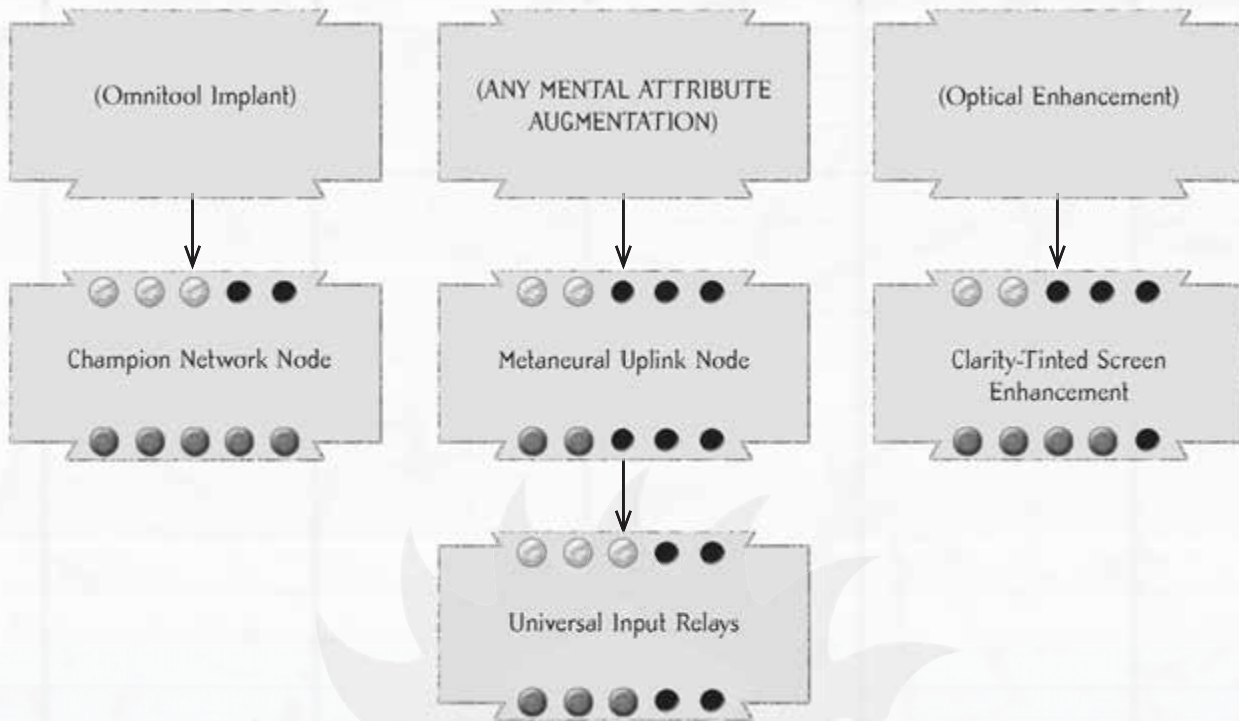 (Omnitool Implant)
(ANY MENTAL ATTRIBUTE
AUGMENTATION)
(Optical Enhancement)
Champion Network Node
Metaneural Uplink Node
Clarity-Tinted Screen
Enhancement
Universal Input Relays